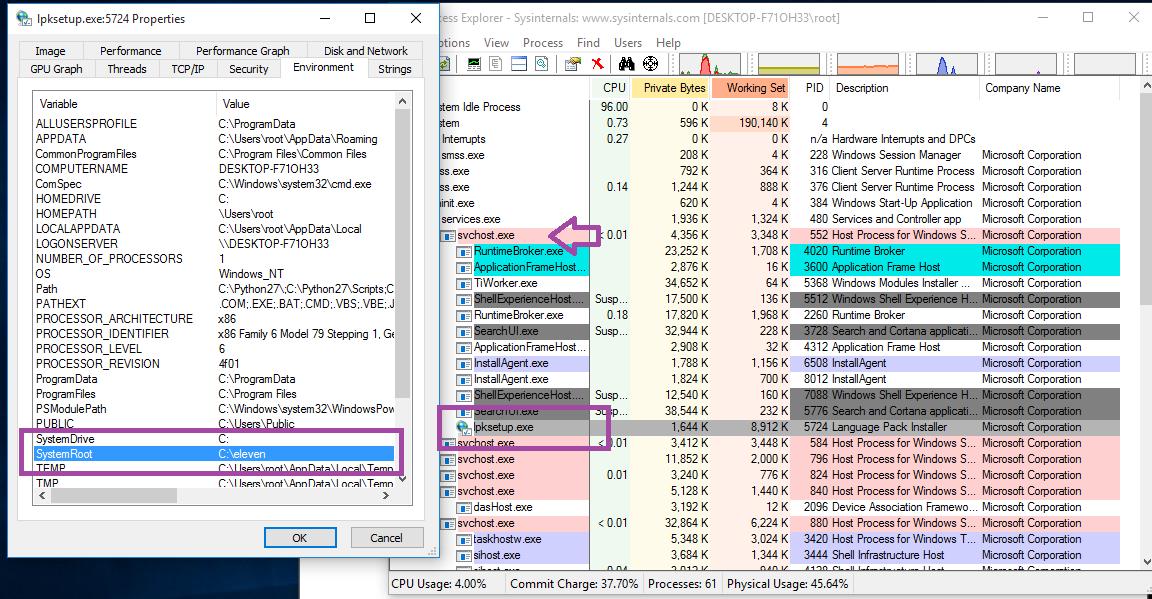 lpksetup.exe:5724 Properties
Image Performance Performance Graph Disk and Network
GPU Graph Threads TCP/IP Security Environment Strings
Variable Value
ALLUSERSPROFILE C:\ProgramData
APPDATA C:\Users\root\AppData\Roaming
CommonProgramFiles C:\Program Files\Common Files
COMPUTERNAME DESKTOP-F71OH33
ComSpec C:\Windows\system32\cmd.exe
HOMEDRIVE C:
HOMEPATH \Users\root
LOCALAPPDATA C:\Users\root\AppData\Local
LOGONSERVER \\DESKTOP-F71OH33
NUMBER_OF_PROCESSORS 1
OS Windows_NT
Path C:\Python27\;C:\Python27\Scripts;C
PATHEXT .COM;.EXE;.BAT;.CMD;.VBS;.VBE;.J
PROCESSOR_ARCHITECTURE x86
PROCESSOR_IDENTIFIER x86 Family 6 Model 79 Stepping 1, Ge
PROCESSOR_LEVEL 6
PROCESSOR_REVISION 4f01
ProgramData C:\ProgramData
ProgramFiles C:\Program Files
PSModulePath C:\Windows\system32\WindowsPow
PUBLIC C:\Users\Public
SystemDrive C:
SystemRoot C:\eleven
TEMP C:\Users\root\AppData\Local\Temp
TMP C:\Users\root\AppData\Local\Temp
OK Cancel
cess Explorer - Sysinternals: www.sysinternals.com [DESKTOP-F71OH33\root]
ptions View Process Find Users Help
CPU Private Bytes Working Set PID Description Company Name
stem Idle Process 96.00 0 K 8 K 0
stem 0.73 596 K 190,140 K 4
Interrupts 0.27 0 K 0 K n/a Hardware Interrupts and DPCs
smss.exe 208 K 4 K 228 Windows Session Manager Microsoft Corporation
ss.exe 792 K 364 K 316 Client Server Runtime Process Microsoft Corporation
ss.exe 0.14 1,244 K 888 K 376 Client Server Runtime Process Microsoft Corporation
init.exe 620 K 4 K 384 Windows Start-Up Application Microsoft Corporation
services.exe 1,936 K 1,324 K 480 Services and Controller app Microsoft Corporation
svchost.exe < 0.01 4,356 K 3,348 K 552 Host Process for Windows S... Microsoft Corporation
RuntimeBroker.exe 23,252 K 1,708 K 4020 Runtime Broker Microsoft Corporation
ApplicationFrameHost... 2,876 K 16 K 3600 Application Frame Host Microsoft Corporation
TiWorker.exe 34,652 K 64 K 5368 Windows Modules Installer ... Microsoft Corporation
ShellExperienceHost.... Susp... 17,500 K 136 K 5512 Windows Shell Experience H... Microsoft Corporation
RuntimeBroker.exe 0.18 17,820 K 1,968 K 2260 Runtime Broker Microsoft Corporation
SearchUI.exe Susp... 32,944 K 228 K 3728 Search and Cortana applicati... Microsoft Corporation
ApplicationFrameHost... 2,908 K 32 K 4312 Application Frame Host Microsoft Corporation
InstallAgent.exe 1,788 K 1,156 K 6508 InstallAgent Microsoft Corporation
InstallAgent.exe 1,824 K 700 K 8012 InstallAgent Microsoft Corporation
ShellExperienceHost.... Susp... 12,540 K 160 K 7088 Windows Shell Experience H... Microsoft Corporation
SearchUI.exe Susp... 38,544 K 232 K 5776 Search and Cortana applicati... Microsoft Corporation
lpksetup.exe 1,644 K 8,912 K 5724 Language Pack Installer Microsoft Corporation
svchost.exe < 0.01 3,412 K 3,448 K 584 Host Process for Windows S... Microsoft Corporation
svchost.exe 11,852 K 2,000 K 796 Host Process for Windows S... Microsoft Corporation
svchost.exe 0.01 3,240 K 776 K 824 Host Process for Windows S... Microsoft Corporation
svchost.exe 5,128 K 1,440 K 840 Host Process for Windows S... Microsoft Corporation
dasHost.exe 3,192 K 12 K 2096 Device Association Framewo... Microsoft Corporation
svchost.exe < 0.01 32,864 K 6,224 K 880 Host Process for Windows S... Microsoft Corporation
taskhostw.exe 5,348 K 3,024 K 3420 Host Process for Windows T... Microsoft Corporation
sihost.exe 3,684 K 1,344 K 3444 Shell Infrastructure Host Microsoft Corporation
CPU Usage: 4.00% Commit Charge: 37.70% Processes: 61 Physical Usage: 45.64%